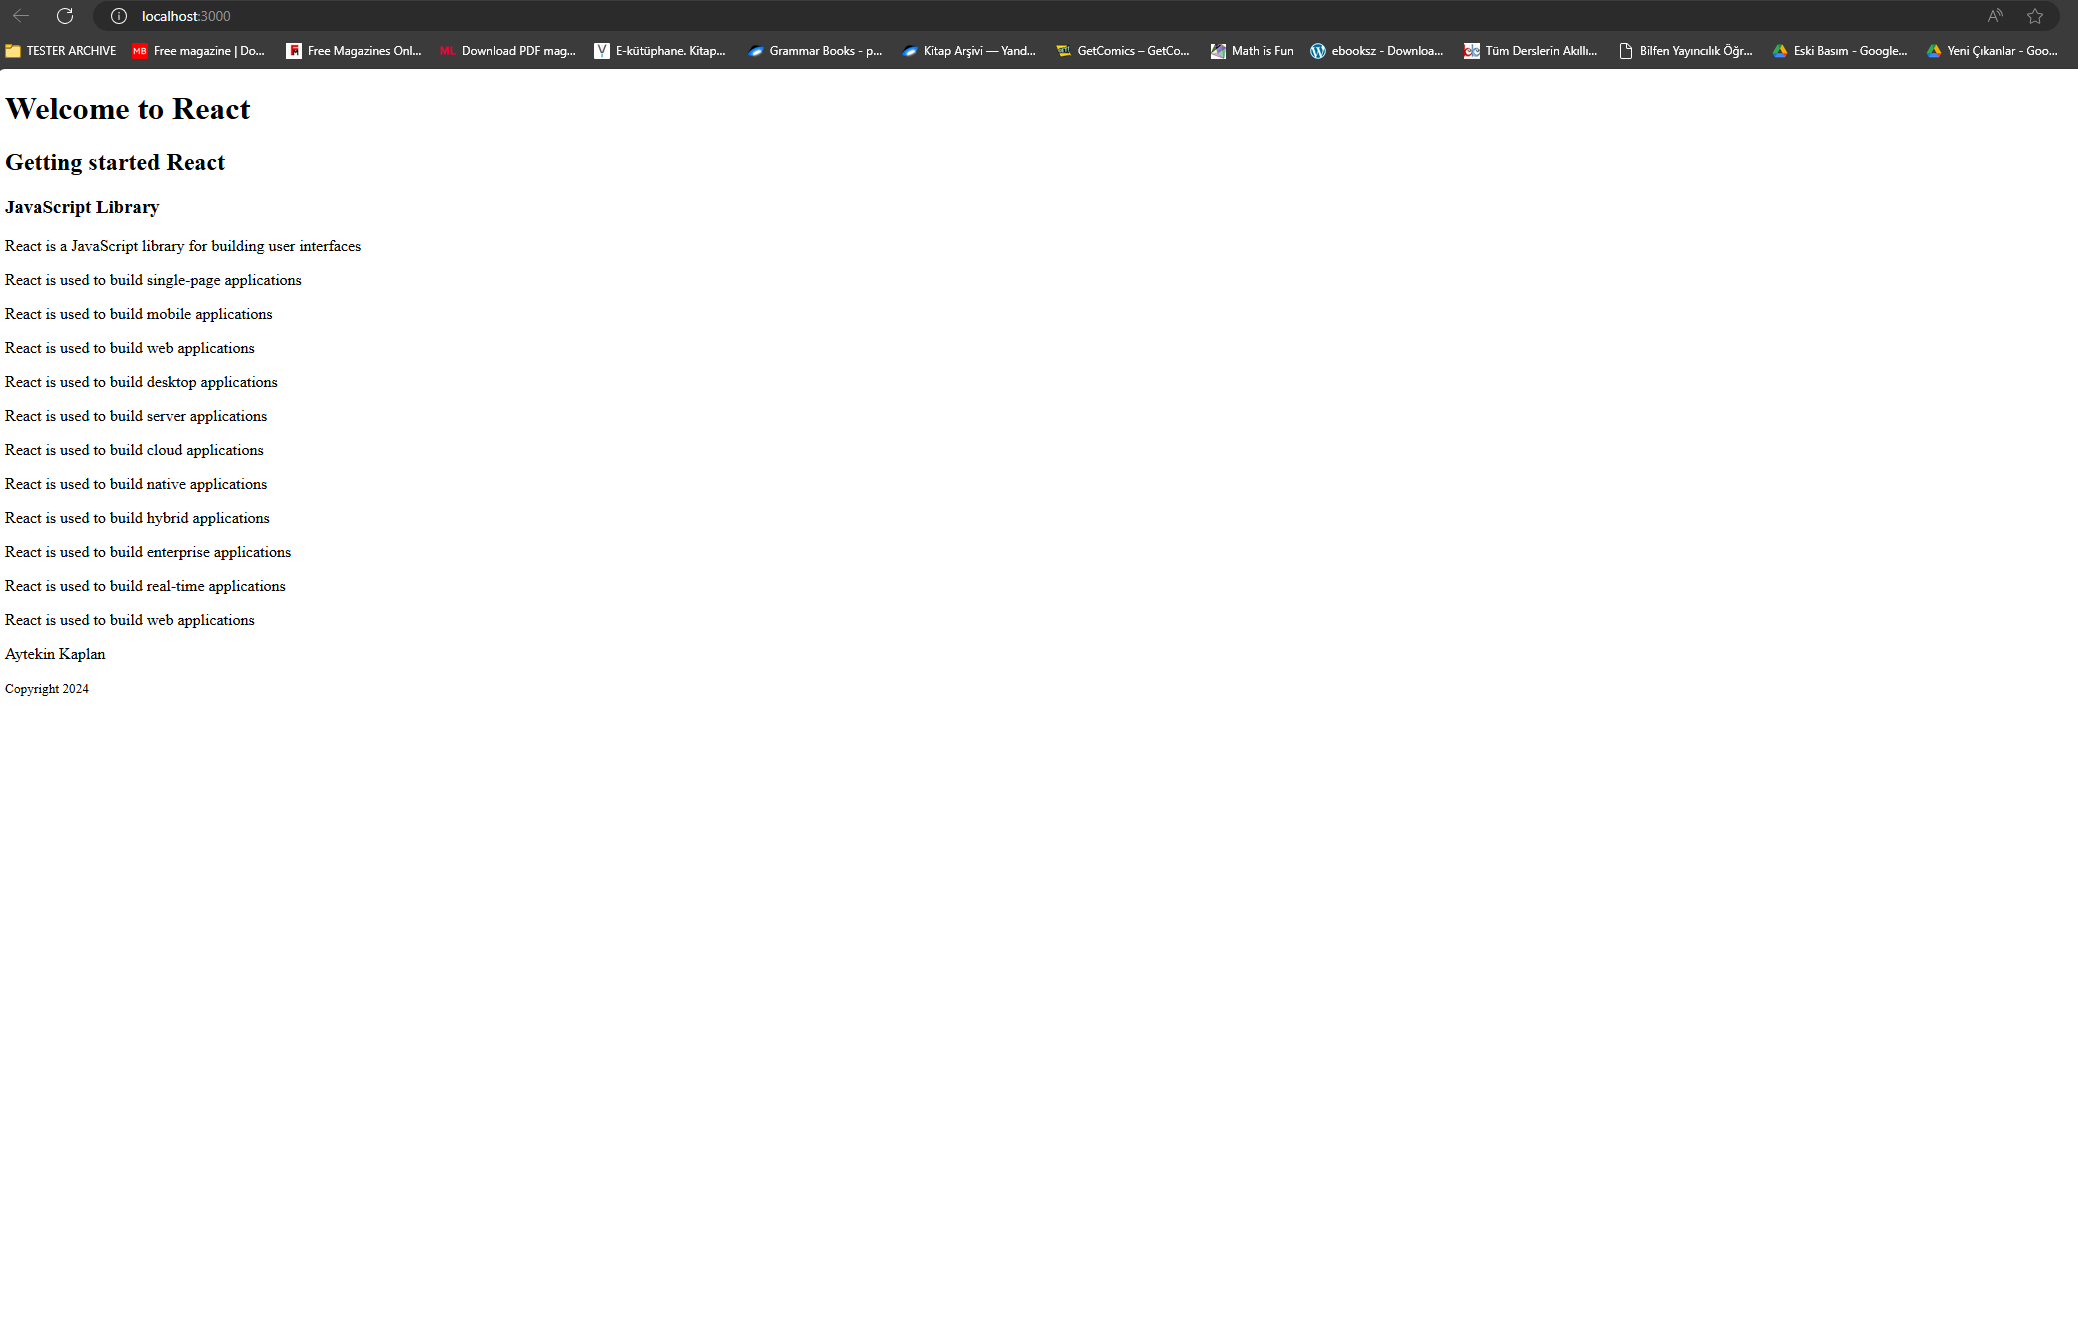 localhost:3000
TESTER ARCHIVE MB Free magazine | Do... Free Magazines Onl... ML Download PDF mag... Y E-kütüphane. Kitap... Grammar Books - p... Kitap Arşivi — Yand... GetComics – GetCo... Math is Fun ebooksz - Downloa... Tüm Derslerin Akıllı... Bilfen Yayıncılık Öğr... Eski Basım - Google... Yeni Çıkanlar - Goo...
Welcome to React
Getting started React
JavaScript Library
React is a JavaScript library for building user interfaces
React is used to build single-page applications
React is used to build mobile applications
React is used to build web applications
React is used to build desktop applications
React is used to build server applications
React is used to build cloud applications
React is used to build native applications
React is used to build hybrid applications
React is used to build enterprise applications
React is used to build real-time applications
React is used to build web applications
Aytekin Kaplan
Copyright 2024